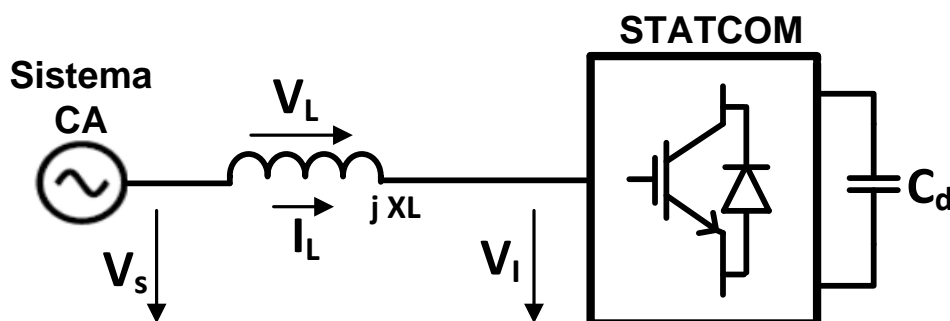 STATCOM
Sistema
CA
V_L
I_L
j XL
V_s
V_I
C_d